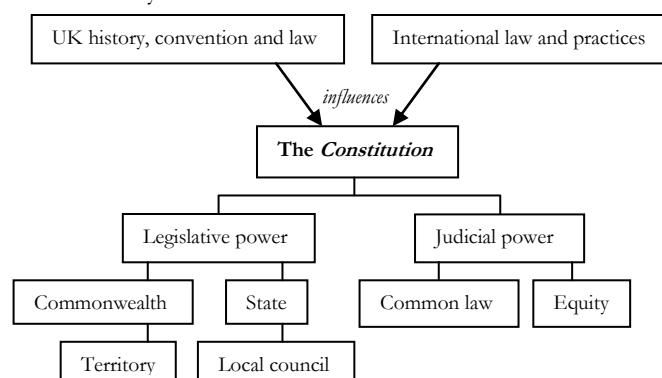 UK history, convention and law
International law and practices
influences
The Constitution
Legislative power
Judicial power
Commonwealth
State
Common law
Equity
Territory
Local council